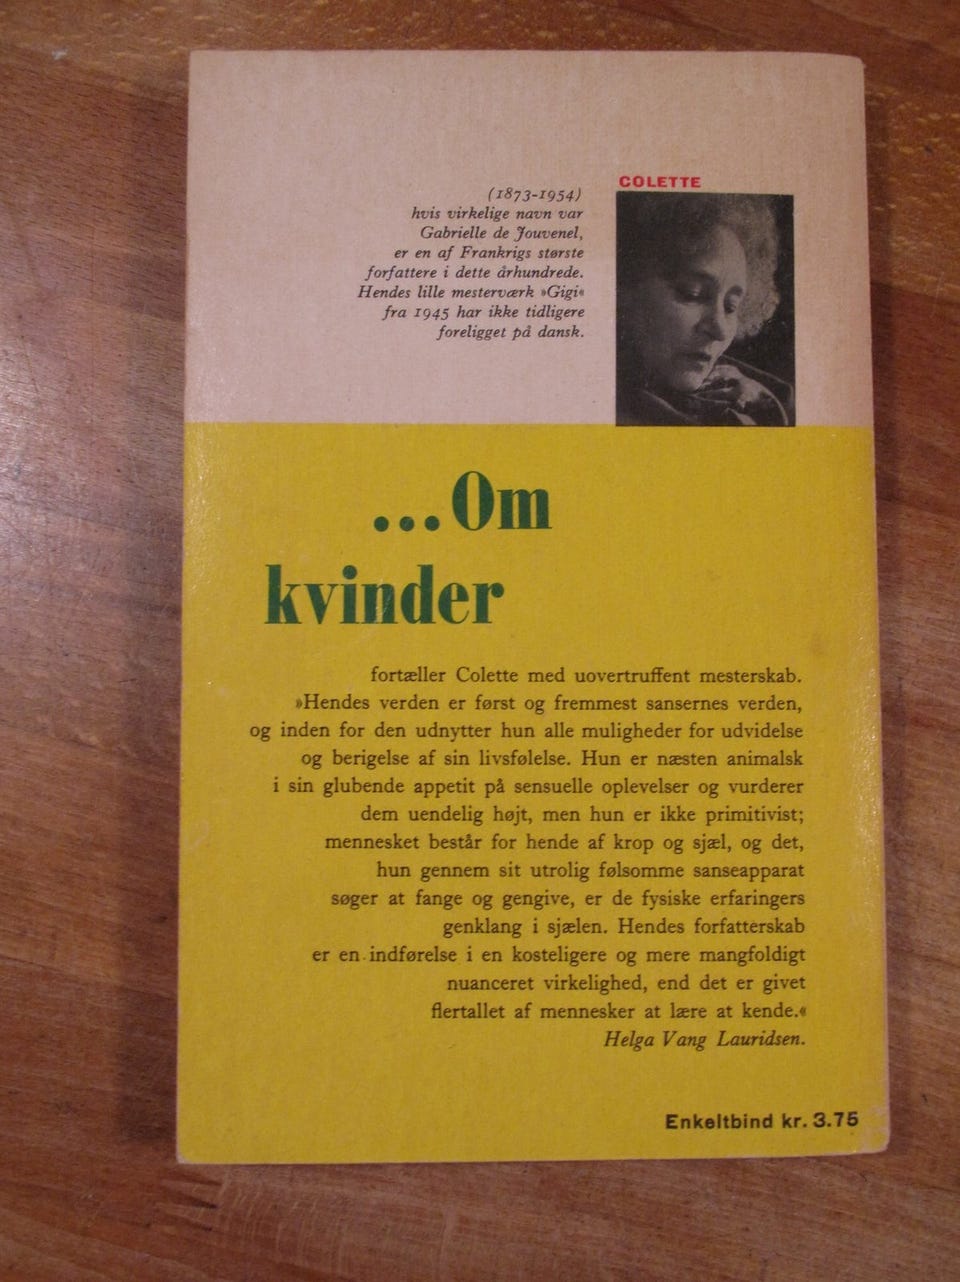 COLETTE
(1873-1954)
hvis virkelige navn var
Gabrielle de Jouvenel,
er en af Frankrigs største
forfattere i dette århundrede.
Hendes lille mesterværk »Gigi«
fra 1945 har ikke tidligere
foreligget på dansk.
...Om
kvinder
fortæller Colette med uovertruffent mesterskab.
»Hendes verden er først og fremmest sansernes verden,
og inden for den udnytter hun alle muligheder for udvidelse
og berigelse af sin livsfølelse. Hun er næsten animalsk
i sin glubende appetit på sensuelle oplevelser og vurderer
dem uendelig højt, men hun er ikke primitivist;
mennesket består for hende af krop og sjæl, og det,
hun gennem sit utrolig følsomme sanseapparat
søger at fange og gengive, er de fysiske erfaringers
genklang i sjælen. Hendes forfatterskab
er en indførelse i en kosteligere og mere mangfoldigt
nuanceret virkelighed, end det er givet
flertallet af mennesker at lære at kende.«
Helga Vang Lauridsen.
Enkeltbind kr. 3.75